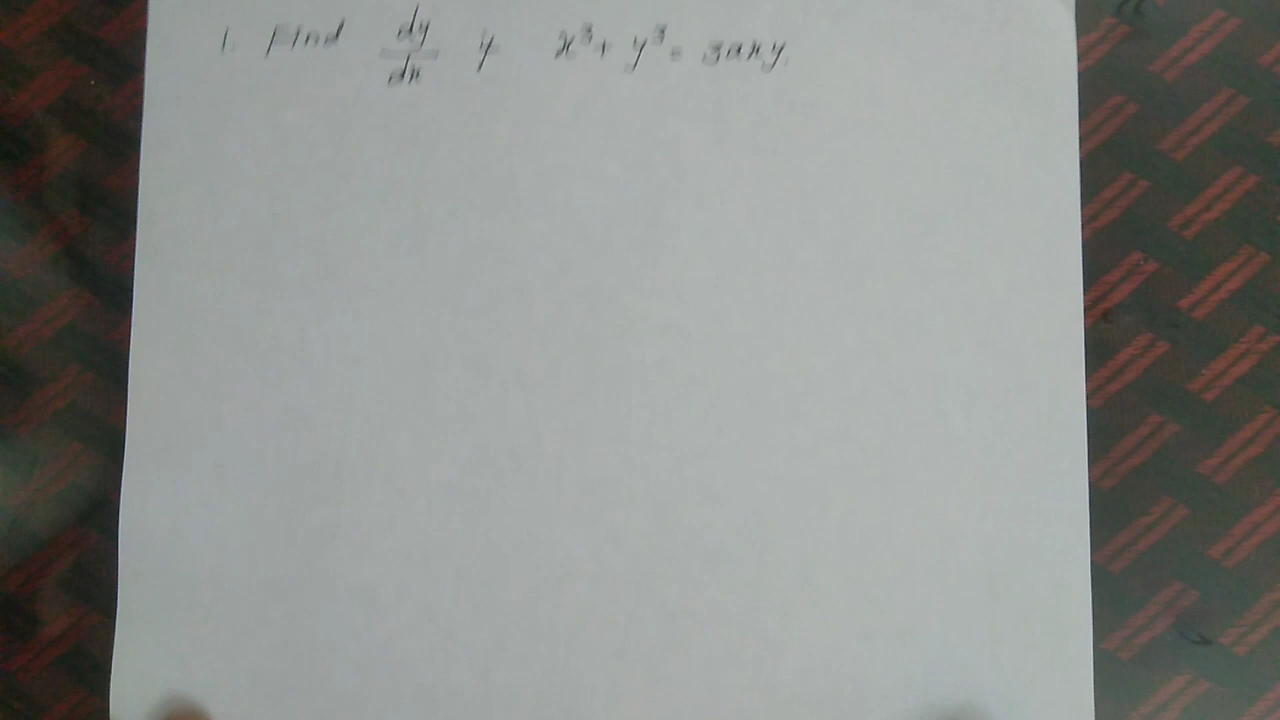 1. Find dy/dx if x³ + y³ = 3axy.